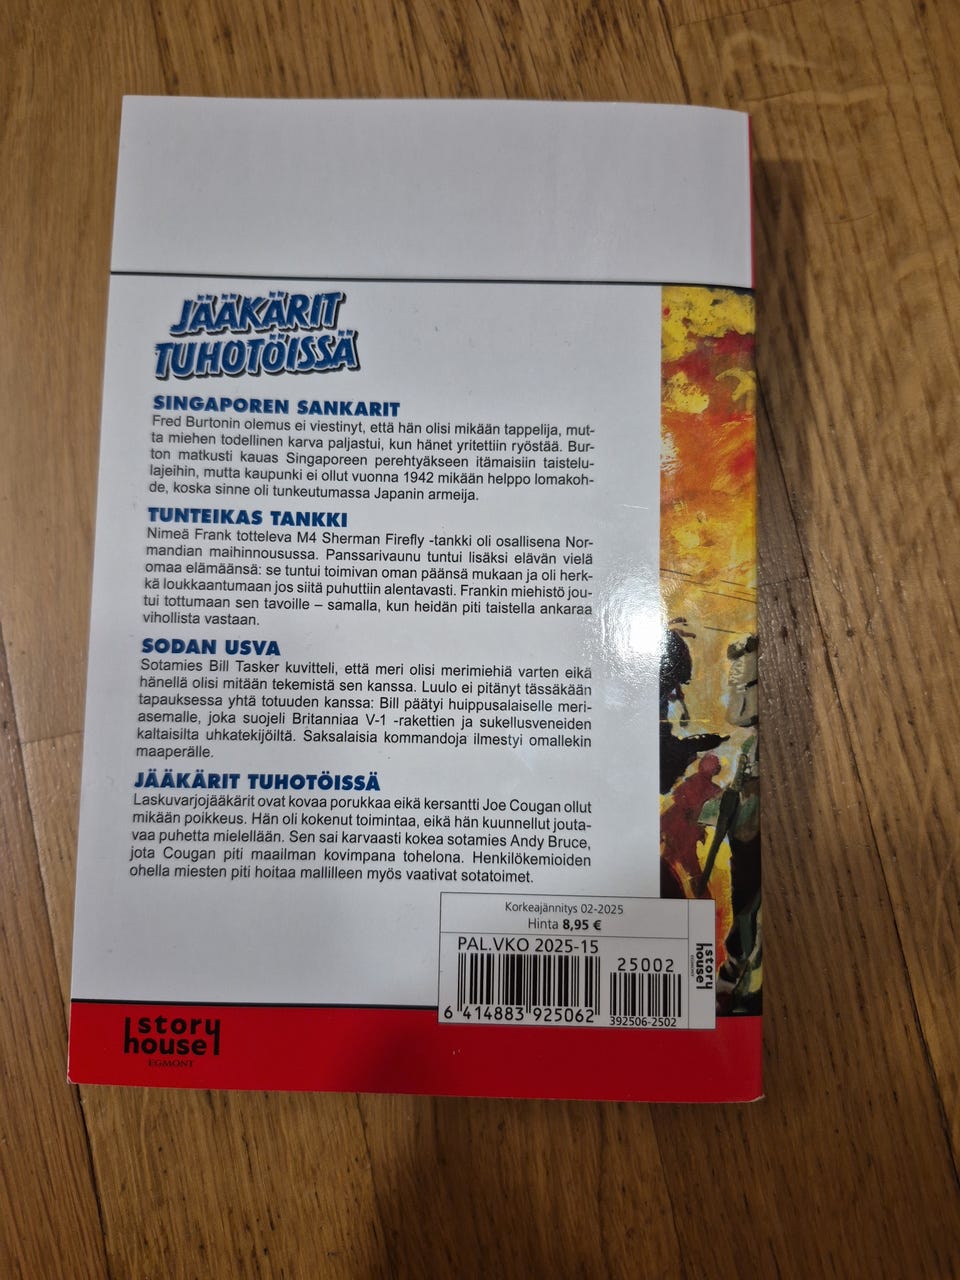 JÄÄKÄRIT
TUHOTÖISSÄ
SINGAPOREN SANKARIT
Fred Burtonin olemus ei viestinyt, että hän olisi mikään tappelija, mut-
ta miehen todellinen karva paljastui, kun hänet yritettiin ryöstää. Bur-
ton matkusti kauas Singaporeen perehtyäkseen itämaisiin taistelu-
lajeihin, mutta kaupunki ei ollut vuonna 1942 mikään helppo lomakoh-
de, koska sinne oli tunkeutumassa Japanin armeija.
TUNTEIKAS TANKKI
Nimeä Frank totteleva M4 Sherman Firefly -tankki oli osallisena Nor-
mandian maihinnousussa. Panssarivaunu tuntui lisäksi elävän vielä
omaa elämäänsä: se tuntui toimivan oman päänsä mukaan ja oli herk-
kä loukkaantumaan jos siitä puhuttiin alentavasti. Frankin miehistö jou-
tui tottumaan sen tavoille – samalla, kun heidän piti taistella ankaraa
vihollista vastaan.
SODAN USVA
Sotamies Bill Tasker kuvitteli, että meri olisi merimiehiä varten eikä
hänellä olisi mitään tekemistä sen kanssa. Luulo ei pitänyt tässäkään
tapauksessa yhtä totuuden kanssa: Bill päätyi huippusalaiselle meri-
asemalle, joka suojeli Britanniaa V-1 -rakettien ja sukellusveneiden
kaltaisilta uhkatekijöiltä. Saksalaisia kommandoja ilmestyi omallekin
maaperälle.
JÄÄKÄRIT TUHOTÖISSÄ
Laskuvarjojääkärit ovat kovaa porukkaa eikä kersantti Joe Cougan ollut
mikään poikkeus. Hän oli kokenut toimintaa, eikä hän kuunnellut jouta-
vaa puhetta mielellään. Sen sai karvaasti kokea sotamies Andy Bruce,
jota Cougan piti maailman kovimpana tohelona. Henkilökemioiden
ohella miesten piti hoitaa mallilleen myös vaativat sotatoimet.
Korkeajännitys 02-2025
Hinta 8,95 €
PAL.VKO 2025-15
25002
6 414883 925062
392506-2502
story
house
EGMONT
story
house
EGMONT